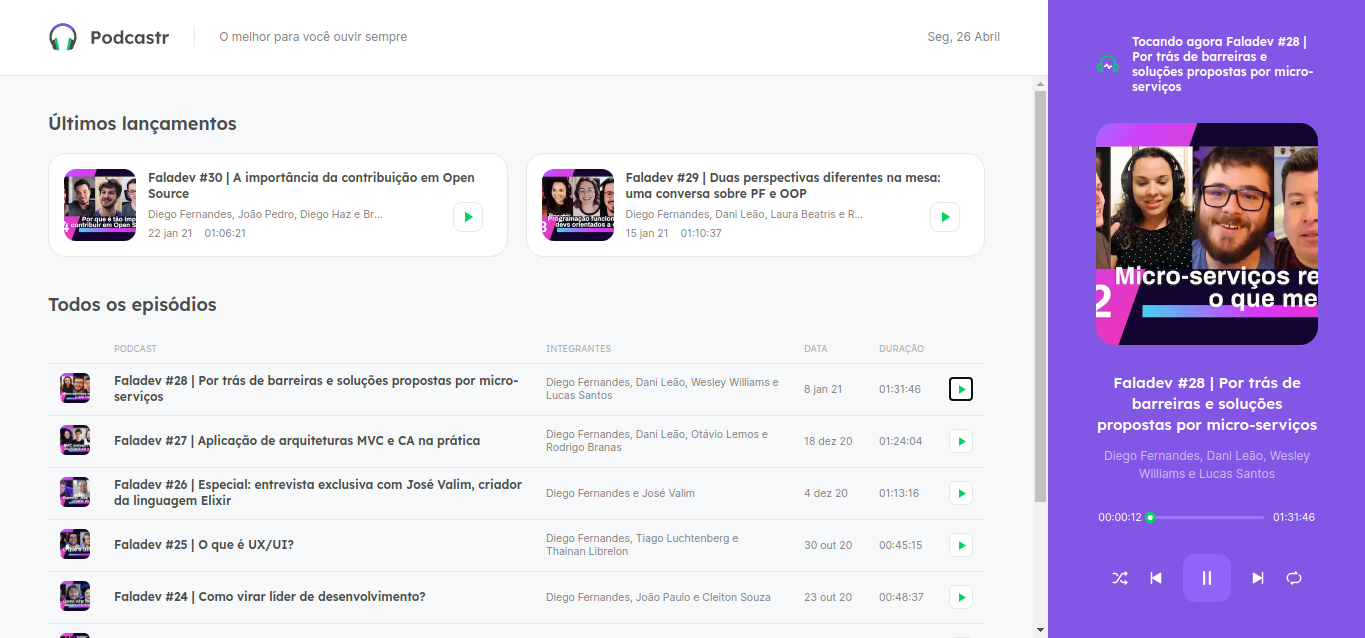 Podcastr
O melhor para você ouvir sempre
Seg, 26 Abril
Últimos lançamentos
Faladev #30 | A importância da contribuição em Open
Source
Diego Fernandes, João Pedro, Diego Haz e Br...
22 jan 21 01:06:21
Faladev #29 | Duas perspectivas diferentes na mesa:
uma conversa sobre PF e OOP
Diego Fernandes, Dani Leão, Laura Beatris e R...
15 jan 21 01:10:37
Todos os episódios
PODCAST INTEGRANTES DATA DURAÇÃO
Faladev #28 | Por trás de barreiras e soluções propostas por micro-
serviços
Diego Fernandes, Dani Leão, Wesley Williams e
Lucas Santos
8 jan 21 01:31:46
Faladev #27 | Aplicação de arquiteturas MVC e CA na prática
Diego Fernandes, Dani Leão, Otávio Lemos e
Rodrigo Branas
18 dez 20 01:24:04
Faladev #26 | Especial: entrevista exclusiva com José Valim, criador
da linguagem Elixir
Diego Fernandes e José Valim
4 dez 20 01:13:16
Faladev #25 | O que é UX/UI?
Diego Fernandes, Tiago Luchtenberg e
Thainan Librelon
30 out 20 00:45:15
Faladev #24 | Como virar líder de desenvolvimento?
Diego Fernandes, João Paulo e Cleiton Souza
23 out 20 00:48:37
Tocando agora Faladev #28 |
Por trás de barreiras e
soluções propostas por micro-
serviços
Micro-serviços re
2 o que me
Faladev #28 | Por trás de
barreiras e soluções
propostas por micro-serviços
Diego Fernandes, Dani Leão, Wesley
Williams e Lucas Santos
00:00:12 01:31:46